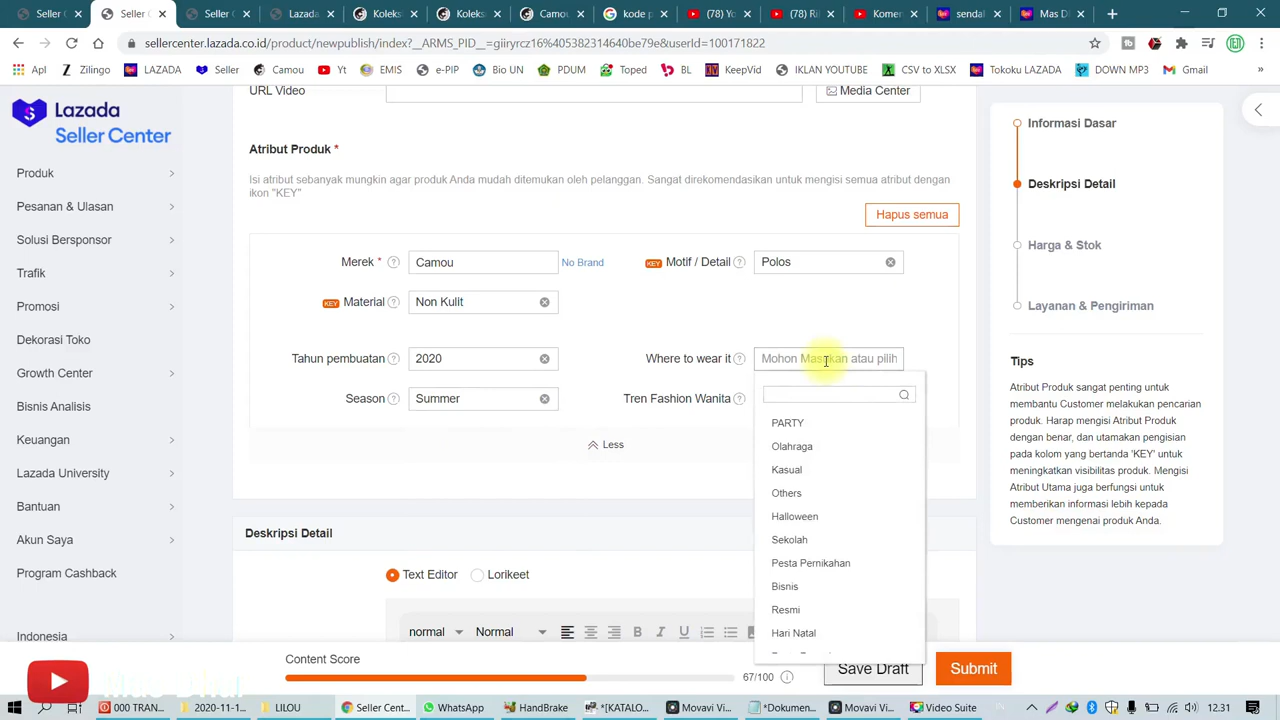 (78) Yo
Seller C
Koleks
Koleks
Camou
kode p
(78) Yo
Ri
Komer
sendal
Mas D
sellercenter.lazada.co.id/product/newpublish/index?__ARMS_PID__=giiryrcz16%405382314640be79e&userId=100171822
Apl
Zilingo
LAZADA
Seller
Camou
Yt
EMIS
e-PIP
Bio UN
PDUM
Toped
BL
KeepVid
IKLAN YOUTUBE
CSV to XLSX
Tokoku LAZADA
DOWN MP3
Gmail
»
Lazada
Seller Center
Produk
Pesanan & Ulasan
Solusi Bersponsor
Trafik
Promosi
Dekorasi Toko
Growth Center
Bisnis Analisis
Keuangan
Lazada University
Bantuan
Akun Saya
Program Cashback
Indonesia
URL Video
Media Center
Atribut Produk *
Isi atribut sebanyak mungkin agar produk Anda mudah ditemukan oleh pelanggan. Sangat direkomendasikan untuk mengisi semua atribut dengan
ikon "KEY"
Hapus semua
Merek *
Camou
No Brand
KEY Motif / Detail
Polos
KEY Material
Non Kulit
Tahun pembuatan
2020
Where to wear it
Mohon Masukkan atau pilih
Season
Summer
Tren Fashion Wanita
PARTY
Olahraga
Kasual
Others
Halloween
Sekolah
Pesta Pernikahan
Bisnis
Resmi
Hari Natal
Less
Deskripsi Detail
Text Editor
Lorikeet
normal
Normal
B I U
Content Score
67/100
Save Draft
Submit
Informasi Dasar
Deskripsi Detail
Harga & Stok
Layanan & Pengiriman
Tips
Atribut Produk sangat penting untuk
membantu Customer melakukan pencarian
produk. Harap mengisi Atribut Produk
dengan benar, dan utamakan pengisian
pada kolom yang bertanda 'KEY' untuk
meningkatkan visibilitas produk. Mengisi
Atribut Utama juga berfungsi untuk
memberikan informasi lebih kepada
Customer mengenai produk Anda.
000 TRAN
2020-11-1
LILOU
Seller Cent
WhatsApp
HandBrake
*[KATALO
Movavi Vi
*Dokumen
Movavi Vi
Video Suite
12.31